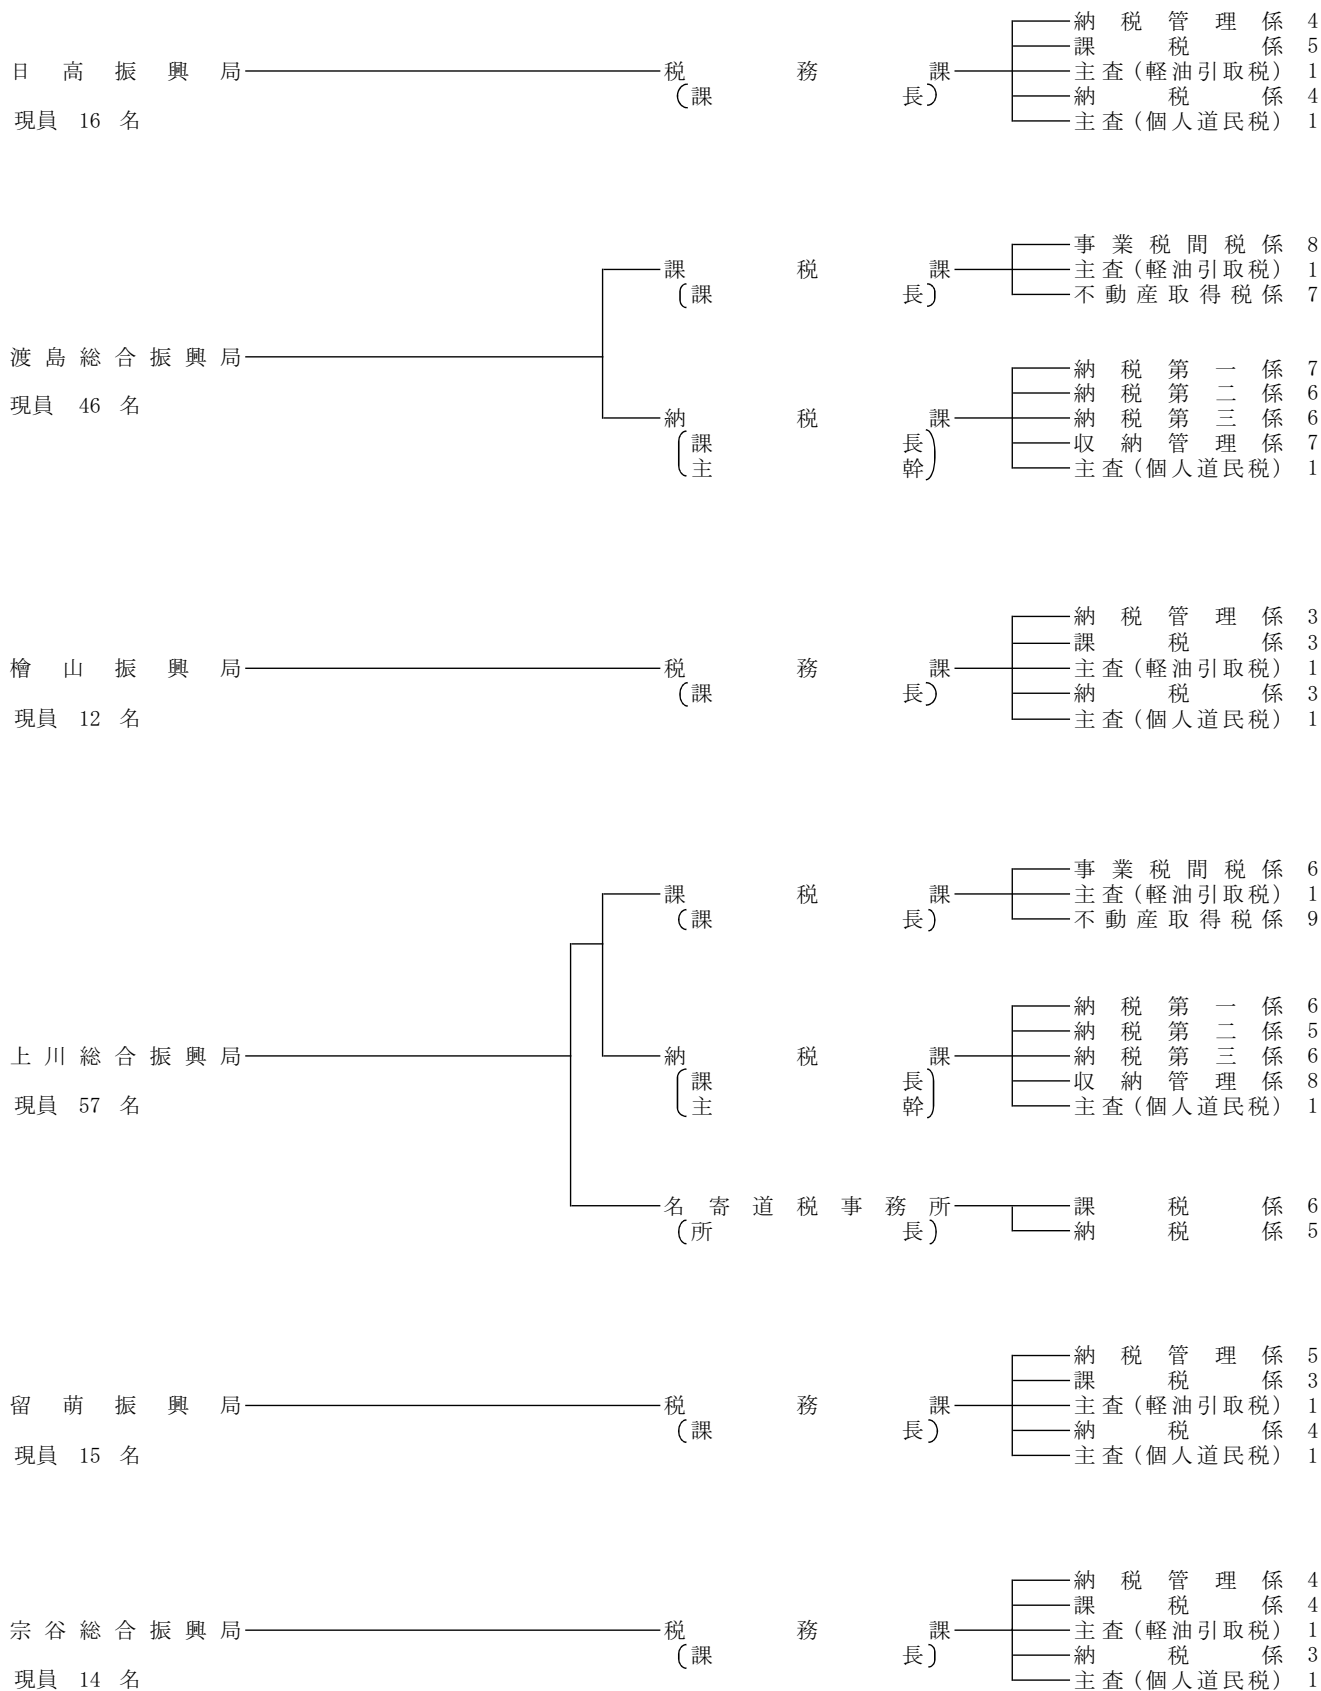 納税管理係 4
課税係 5
日高振興局 税務課 主査(軽油引取税) 1
(課長) 納税係 4
現員 16 名 主査(個人道民税) 1
事業税間税係 8
課税課 主査(軽油引取税) 1
(課長) 不動産取得税係 7
渡島総合振興局
現員 46 名
納税第一係 7
納税第二係 6
納税課 納税第三係 6
(課長 収納管理係 7
主幹) 主査(個人道民税) 1
納税管理係 3
課税係 3
檜山振興局 税務課 主査(軽油引取税) 1
(課長) 納税係 3
現員 12 名 主査(個人道民税) 1
事業税間税係 6
課税課 主査(軽油引取税) 1
(課長) 不動産取得税係 9
納税第一係 6
納税第二係 5
上川総合振興局 納税課 納税第三係 6
(課長 収納管理係 8
現員 57 名 主幹) 主査(個人道民税) 1
名寄道税事務所 課税係 6
(所長) 納税係 5
納税管理係 5
課税係 3
留萌振興局 税務課 主査(軽油引取税) 1
(課長) 納税係 4
現員 15 名 主査(個人道民税) 1
納税管理係 4
課税係 4
宗谷総合振興局 税務課 主査(軽油引取税) 1
(課長) 納税係 3
現員 14 名 主査(個人道民税) 1